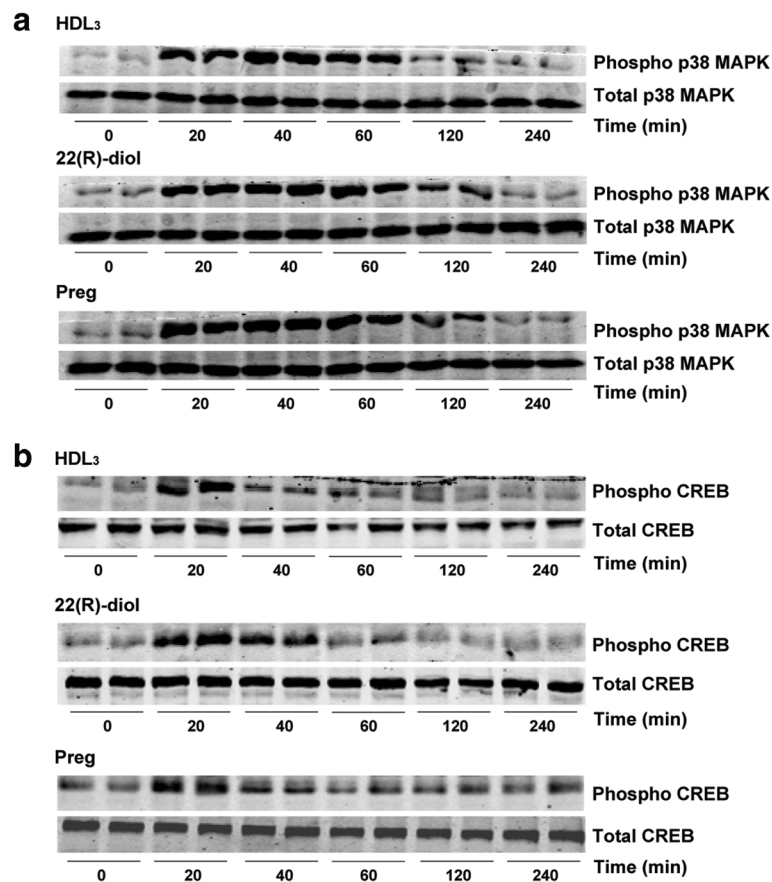 a
HDL₃
Phospho p38 MAPK
Total p38 MAPK
0 20 40 60 120 240 Time (min)
22(R)-diol
Phospho p38 MAPK
Total p38 MAPK
Time (min)
0 20 40 60 120 240
Preg
Phospho p38 MAPK
Total p38 MAPK
Time (min)
0 20 40 60 120 240
b
HDL₃
Phospho CREB
Total CREB
Time (min)
0 20 40 60 120 240
22(R)-diol
Phospho CREB
Total CREB
Time (min)
0 20 40 60 120 240
Preg
Phospho CREB
Total CREB
Time (min)
0 20 40 60 120 240